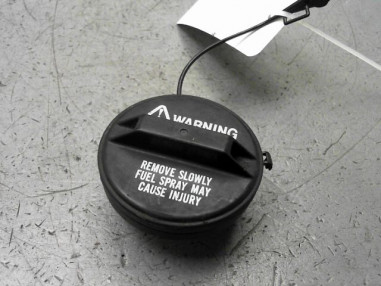 WARNING
REMOVE SLOWLY
FUEL SPRAY MAY
CAUSE INJURY